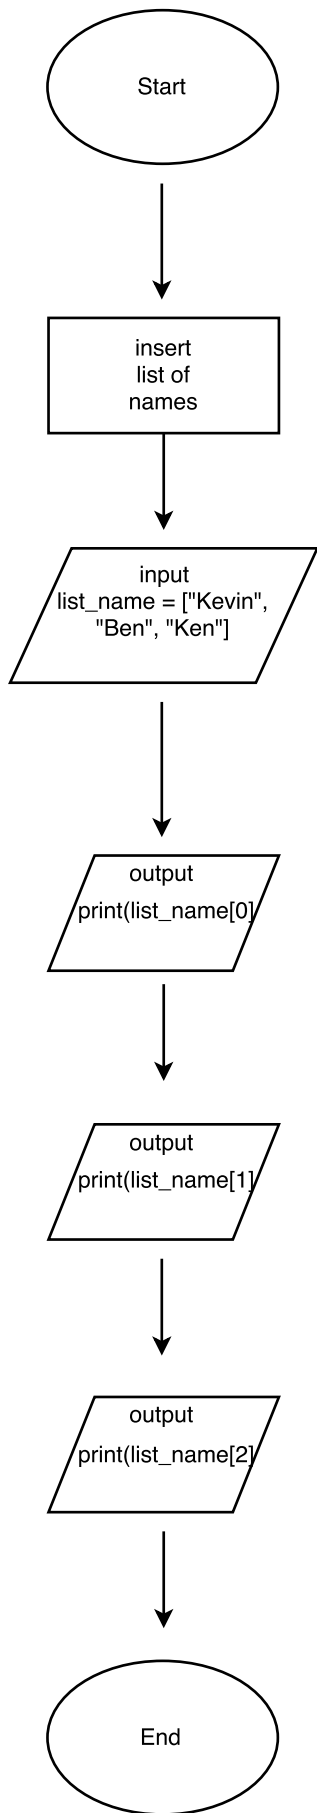 Start
insert
list of
names
input
list_name = ["Kevin",
"Ben", "Ken"]
output
print(list_name[0]
output
print(list_name[1]
output
print(list_name[2]
End